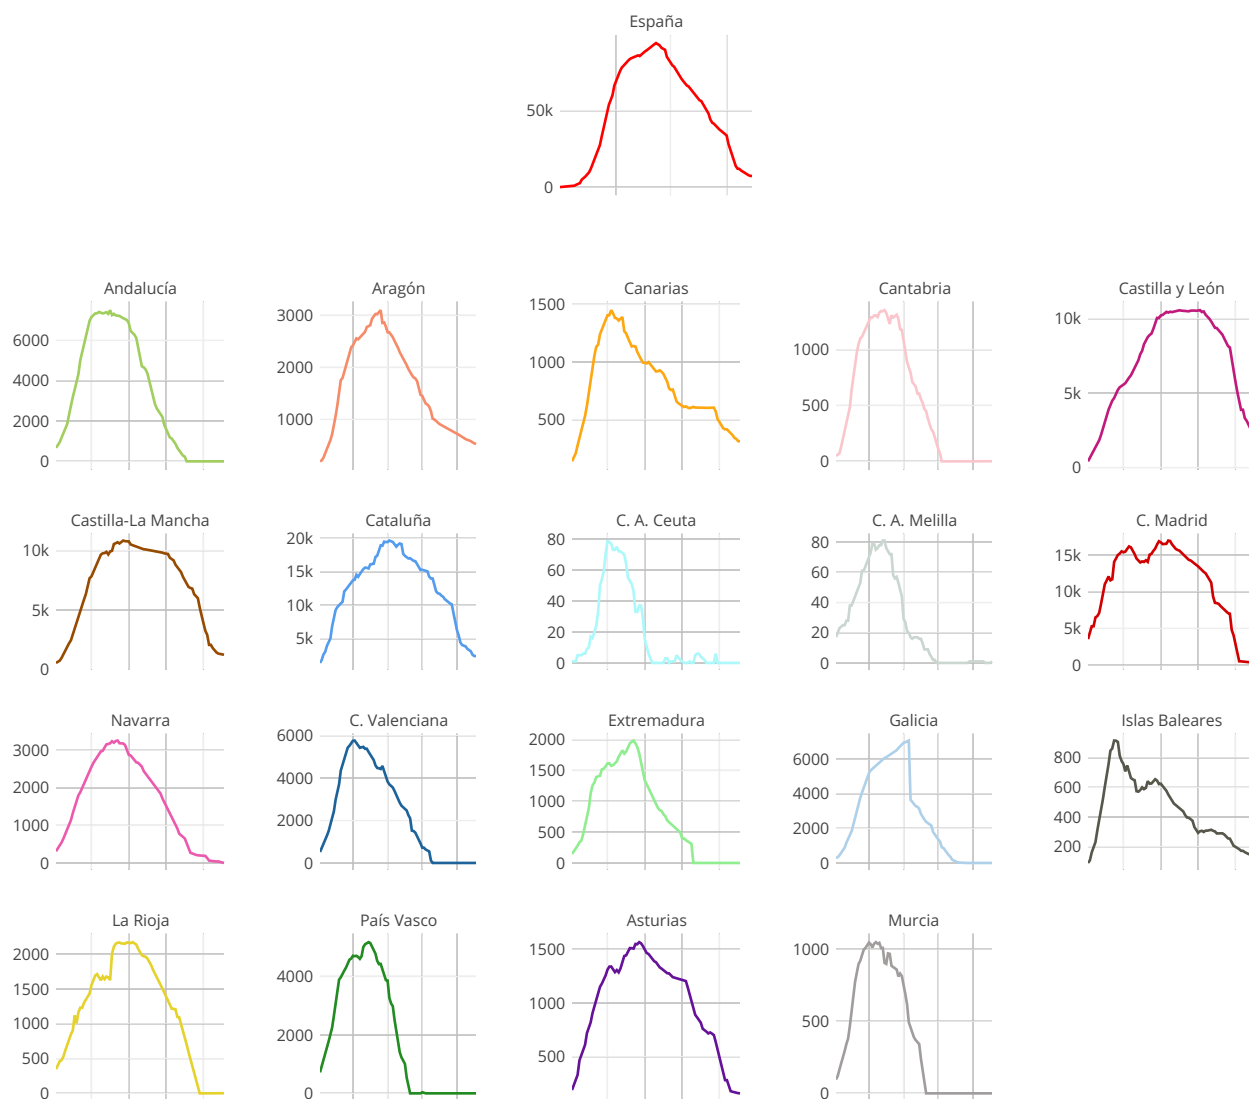 España
50k
0
Andalucía
Aragón
Canarias
Cantabria
Castilla y León
6000
4000
2000
0
3000
2000
1000
1500
1000
500
1000
500
0
10k
5k
0
Castilla-La Mancha
Cataluña
C. A. Ceuta
C. A. Melilla
C. Madrid
10k
5k
0
20k
15k
10k
5k
80
60
40
20
0
80
60
40
20
0
15k
10k
5k
0
Navarra
C. Valenciana
Extremadura
Galicia
Islas Baleares
3000
2000
1000
0
6000
4000
2000
0
2000
1500
1000
500
0
6000
4000
2000
0
800
600
400
200
La Rioja
País Vasco
Asturias
Murcia
2000
1500
1000
500
0
4000
2000
0
1500
1000
500
1000
500
0